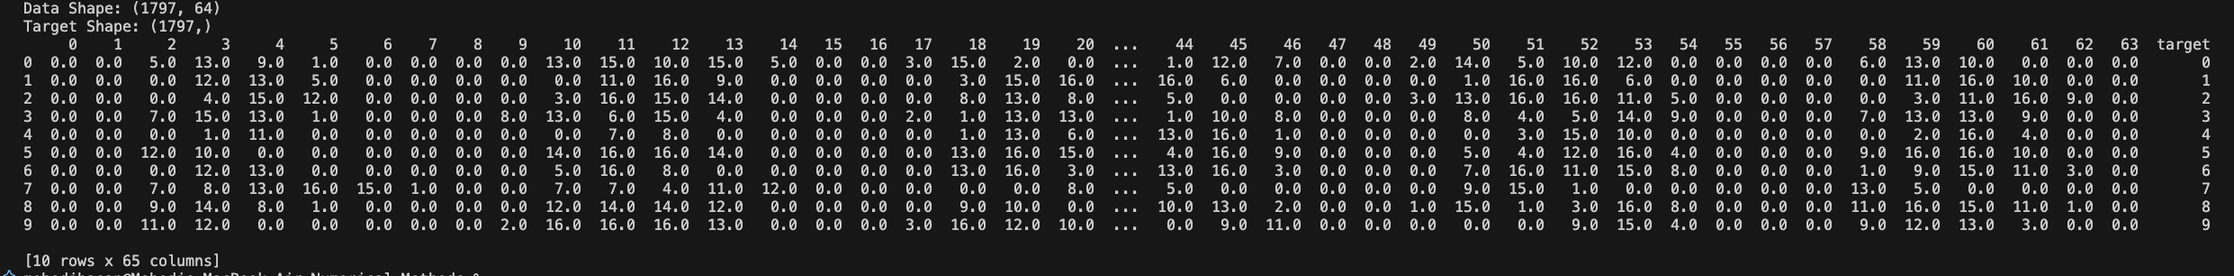 Data Shape: (1797, 64)
Target Shape: (1797,)
0 1 2 3 4 5 6 7 8 9 10 11 12 13 14 15 16 17 18 19 20 ... 44 45 46 47 48 49 50 51 52 53 54 55 56 57 58 59 60 61 62 63 target
0 0.0 0.0 5.0 13.0 9.0 1.0 0.0 0.0 0.0 0.0 13.0 15.0 10.0 15.0 5.0 0.0 0.0 3.0 15.0 2.0 0.0 ... 1.0 12.0 7.0 0.0 0.0 2.0 14.0 5.0 10.0 12.0 0.0 0.0 0.0 0.0 6.0 13.0 10.0 0.0 0.0 0.0 0
1 0.0 0.0 0.0 12.0 13.0 5.0 0.0 0.0 0.0 0.0 0.0 11.0 16.0 9.0 0.0 0.0 0.0 0.0 3.0 15.0 16.0 ... 16.0 6.0 0.0 0.0 0.0 0.0 1.0 16.0 16.0 6.0 0.0 0.0 0.0 0.0 0.0 11.0 16.0 10.0 0.0 0.0 1
2 0.0 0.0 0.0 4.0 15.0 12.0 0.0 0.0 0.0 0.0 3.0 16.0 15.0 14.0 0.0 0.0 0.0 0.0 8.0 13.0 8.0 ... 5.0 0.0 0.0 0.0 0.0 3.0 13.0 16.0 16.0 11.0 5.0 0.0 0.0 0.0 0.0 3.0 11.0 16.0 9.0 0.0 2
3 0.0 0.0 7.0 15.0 13.0 1.0 0.0 0.0 0.0 8.0 13.0 6.0 15.0 4.0 0.0 0.0 0.0 2.0 1.0 13.0 13.0 ... 1.0 10.0 8.0 0.0 0.0 0.0 8.0 4.0 5.0 14.0 9.0 0.0 0.0 0.0 7.0 13.0 13.0 9.0 0.0 0.0 3
4 0.0 0.0 0.0 1.0 11.0 0.0 0.0 0.0 0.0 0.0 0.0 7.0 8.0 0.0 0.0 0.0 0.0 0.0 1.0 13.0 6.0 ... 13.0 16.0 1.0 0.0 0.0 0.0 0.0 3.0 15.0 10.0 0.0 0.0 0.0 0.0 0.0 2.0 16.0 4.0 0.0 0.0 4
5 0.0 0.0 12.0 10.0 0.0 0.0 0.0 0.0 0.0 0.0 14.0 16.0 16.0 14.0 0.0 0.0 0.0 0.0 13.0 16.0 15.0 ... 4.0 16.0 9.0 0.0 0.0 0.0 5.0 4.0 12.0 16.0 4.0 0.0 0.0 0.0 9.0 16.0 16.0 10.0 0.0 0.0 5
6 0.0 0.0 0.0 12.0 13.0 0.0 0.0 0.0 0.0 0.0 5.0 16.0 8.0 0.0 0.0 0.0 0.0 0.0 13.0 16.0 3.0 ... 13.0 16.0 3.0 0.0 0.0 0.0 7.0 16.0 11.0 15.0 8.0 0.0 0.0 0.0 1.0 9.0 15.0 11.0 3.0 0.0 6
7 0.0 0.0 7.0 8.0 13.0 16.0 15.0 1.0 0.0 0.0 7.0 7.0 4.0 11.0 12.0 0.0 0.0 0.0 0.0 0.0 8.0 ... 5.0 0.0 0.0 0.0 0.0 0.0 9.0 15.0 1.0 0.0 0.0 0.0 0.0 0.0 13.0 5.0 0.0 0.0 0.0 0.0 7
8 0.0 0.0 9.0 14.0 8.0 1.0 0.0 0.0 0.0 0.0 12.0 14.0 14.0 12.0 0.0 0.0 0.0 0.0 9.0 10.0 0.0 ... 10.0 13.0 2.0 0.0 0.0 1.0 15.0 1.0 3.0 16.0 8.0 0.0 0.0 0.0 11.0 16.0 15.0 11.0 1.0 0.0 8
9 0.0 0.0 11.0 12.0 0.0 0.0 0.0 0.0 0.0 2.0 16.0 16.0 16.0 13.0 0.0 0.0 0.0 3.0 16.0 12.0 10.0 ... 0.0 9.0 11.0 0.0 0.0 0.0 0.0 0.0 9.0 15.0 4.0 0.0 0.0 0.0 9.0 12.0 13.0 3.0 0.0 0.0 9
[10 rows x 65 columns]